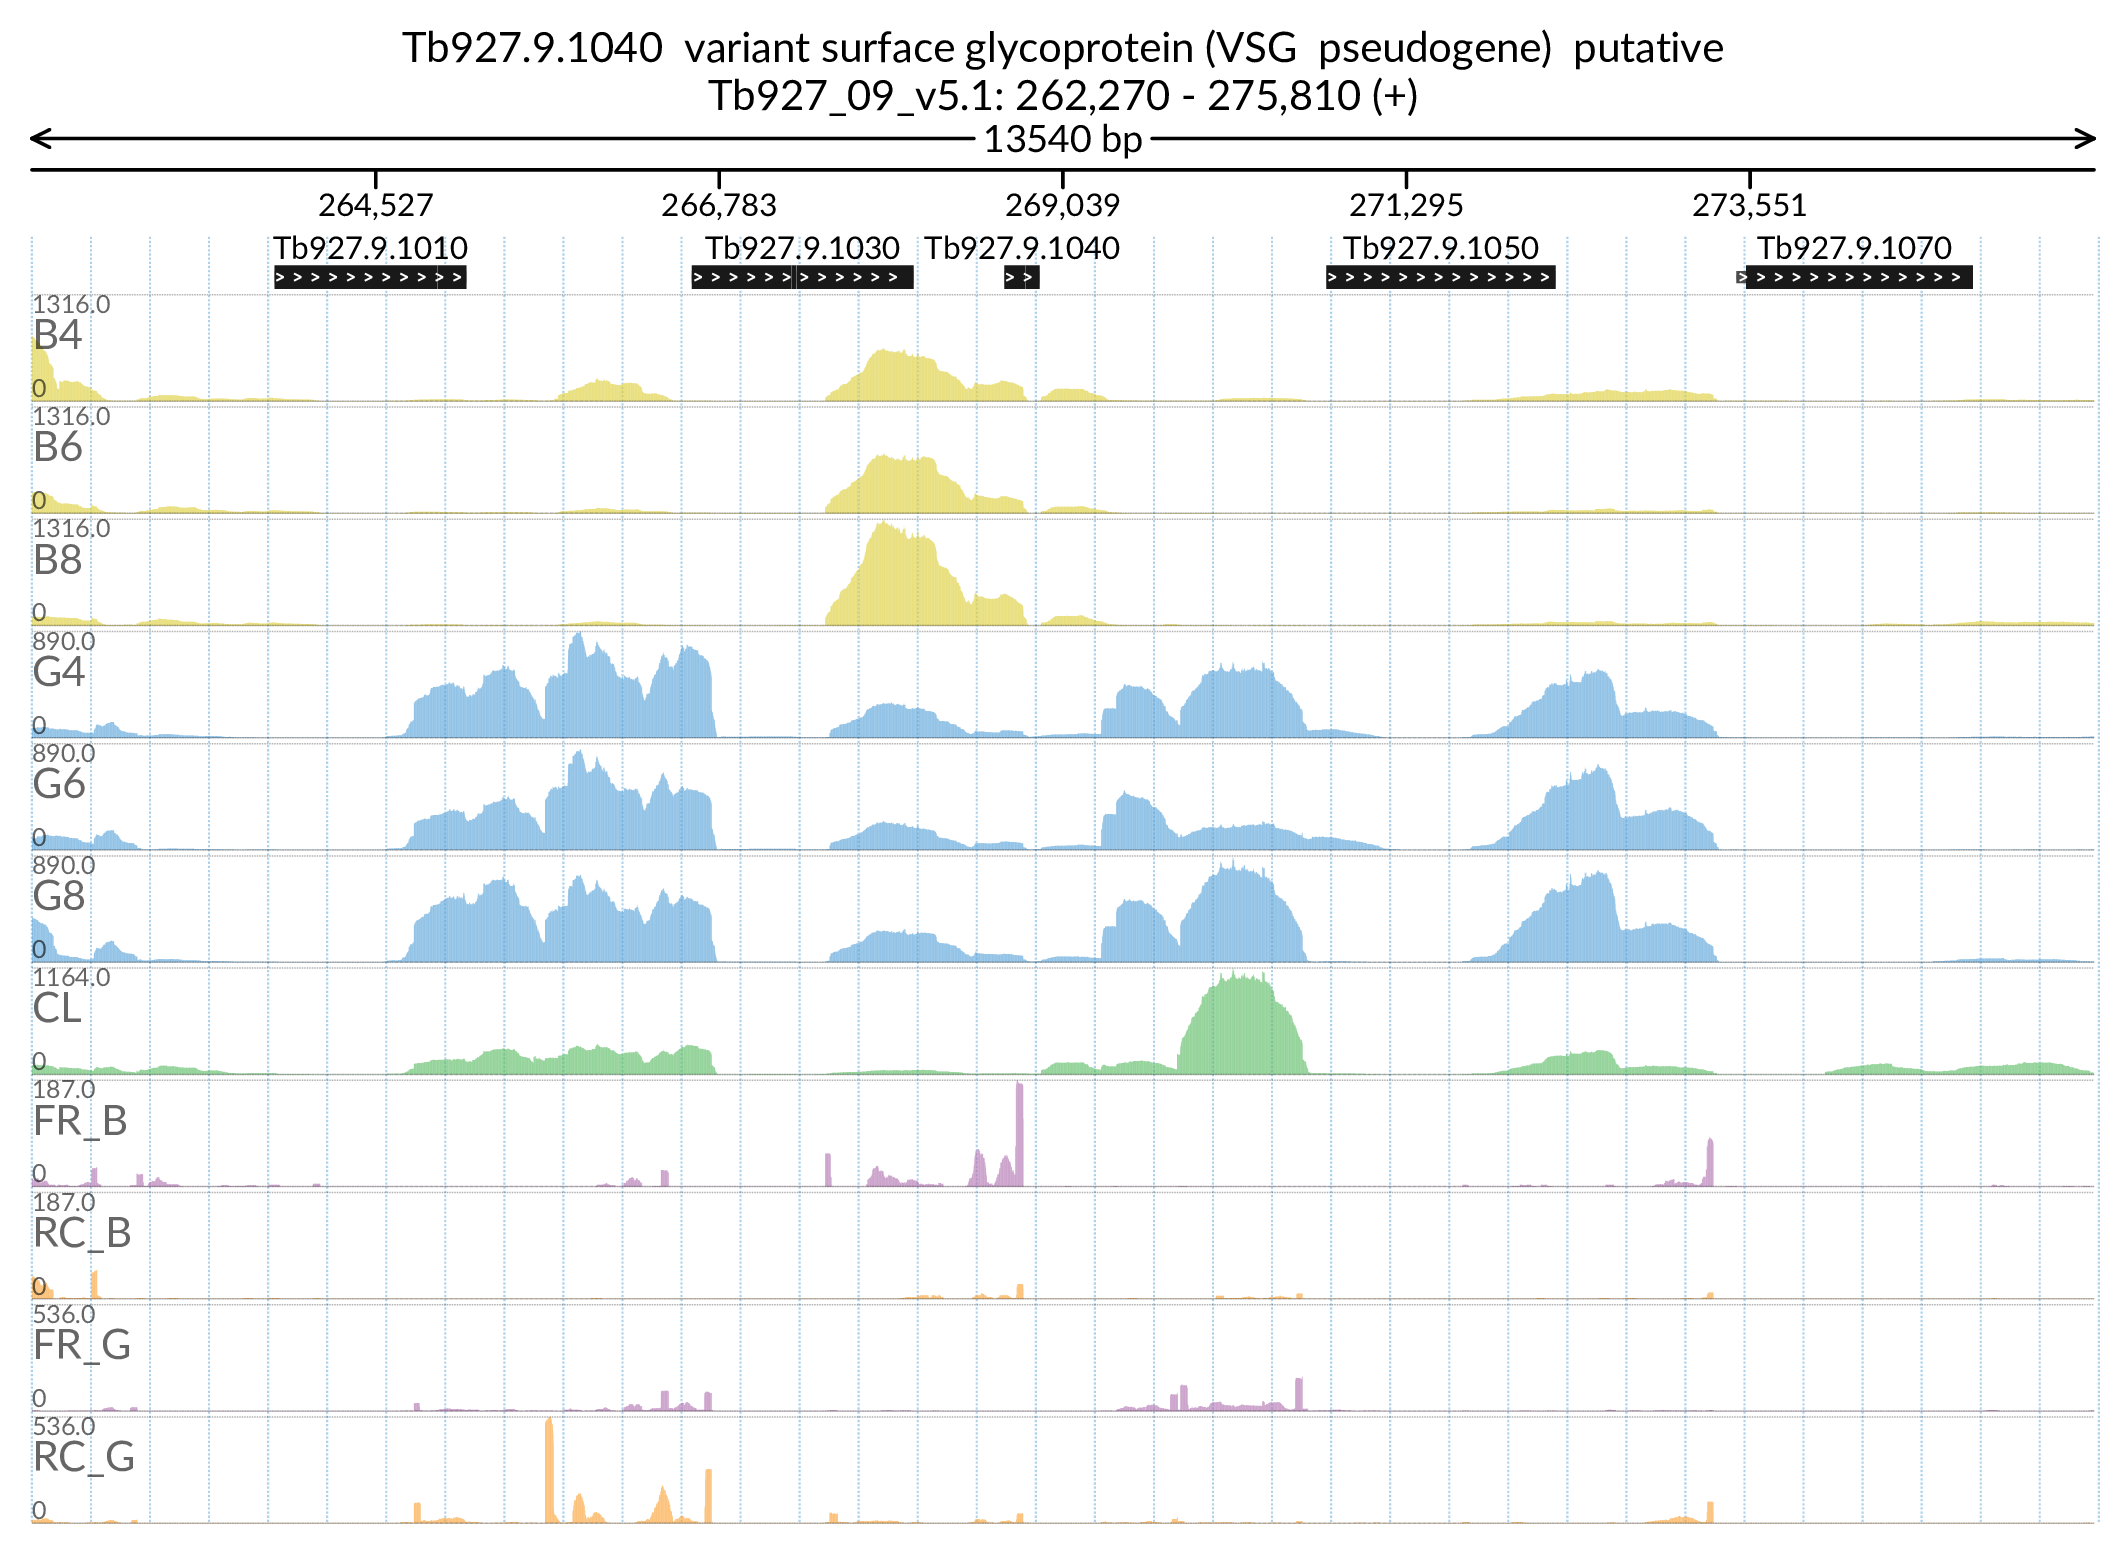 Tb927.9.1040  variant surface glycoprotein (VSG  pseudogene)  putative
Tb927_09_v5.1: 262,270 - 275,810 (+)
13540 bp
264,527 266,783 269,039 271,295 273,551
Tb927.9.1010 Tb927.9.1030 Tb927.9.1040 Tb927.9.1050 Tb927.9.1070
1316.0
B4
0
1316.0
B6
0
1316.0
B8
0
890.0
G4
0
890.0
G6
0
890.0
G8
0
1164.0
CL
0
187.0
FR_B
0
187.0
RC_B
0
536.0
FR_G
0
536.0
RC_G
0